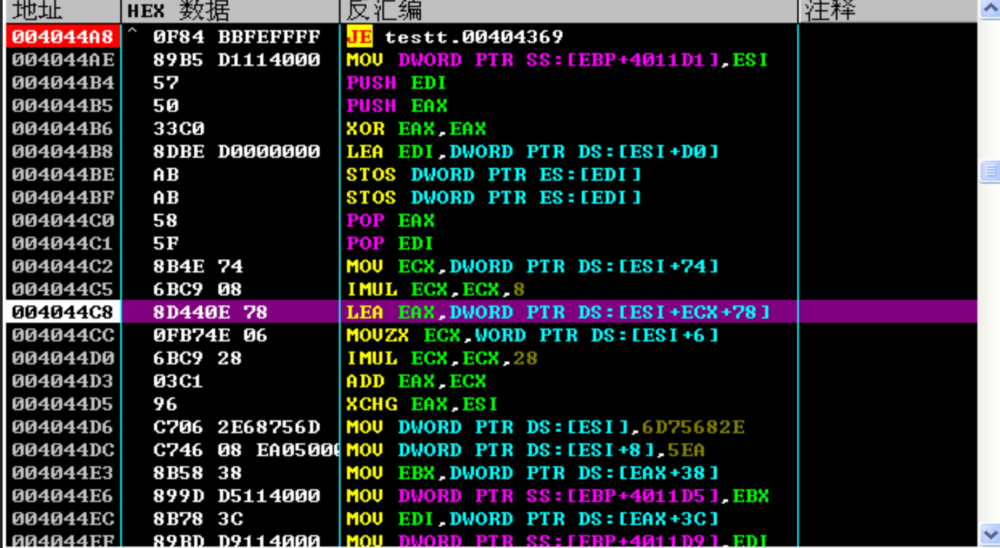 地址 HEX 数据 反汇编 注释
004044A8 ^ 0F84 BBFEFFFF JE testt.00404369
004044AE 89B5 D1114000 MOV DWORD PTR SS:[EBP+4011D1],ESI
004044B4 57 PUSH EDI
004044B5 50 PUSH EAX
004044B6 33C0 XOR EAX,EAX
004044B8 8DBE D0000000 LEA EDI,DWORD PTR DS:[ESI+D0]
004044BE AB STOS DWORD PTR ES:[EDI]
004044BF AB STOS DWORD PTR ES:[EDI]
004044C0 58 POP EAX
004044C1 5F POP EDI
004044C2 8B4E 74 MOV ECX,DWORD PTR DS:[ESI+74]
004044C5 6BC9 08 IMUL ECX,ECX,8
004044C8 8D440E 78 LEA EAX,DWORD PTR DS:[ESI+ECX+78]
004044CC 0FB74E 06 MOVZX ECX,WORD PTR DS:[ESI+6]
004044D0 6BC9 28 IMUL ECX,ECX,28
004044D3 03C1 ADD EAX,ECX
004044D5 96 XCHG EAX,ESI
004044D6 C706 2E68756D MOV DWORD PTR DS:[ESI],6D75682E
004044DC C746 08 EA05000 MOV DWORD PTR DS:[ESI+8],5EA
004044E3 8B58 38 MOV EBX,DWORD PTR DS:[EAX+38]
004044E6 899D D5114000 MOV DWORD PTR SS:[EBP+4011D5],EBX
004044EC 8B78 3C MOV EDI,DWORD PTR DS:[EAX+3C]
004044EF 89BD D9114000 MOV DWORD PTR SS:[EBP+4011D9],EDI